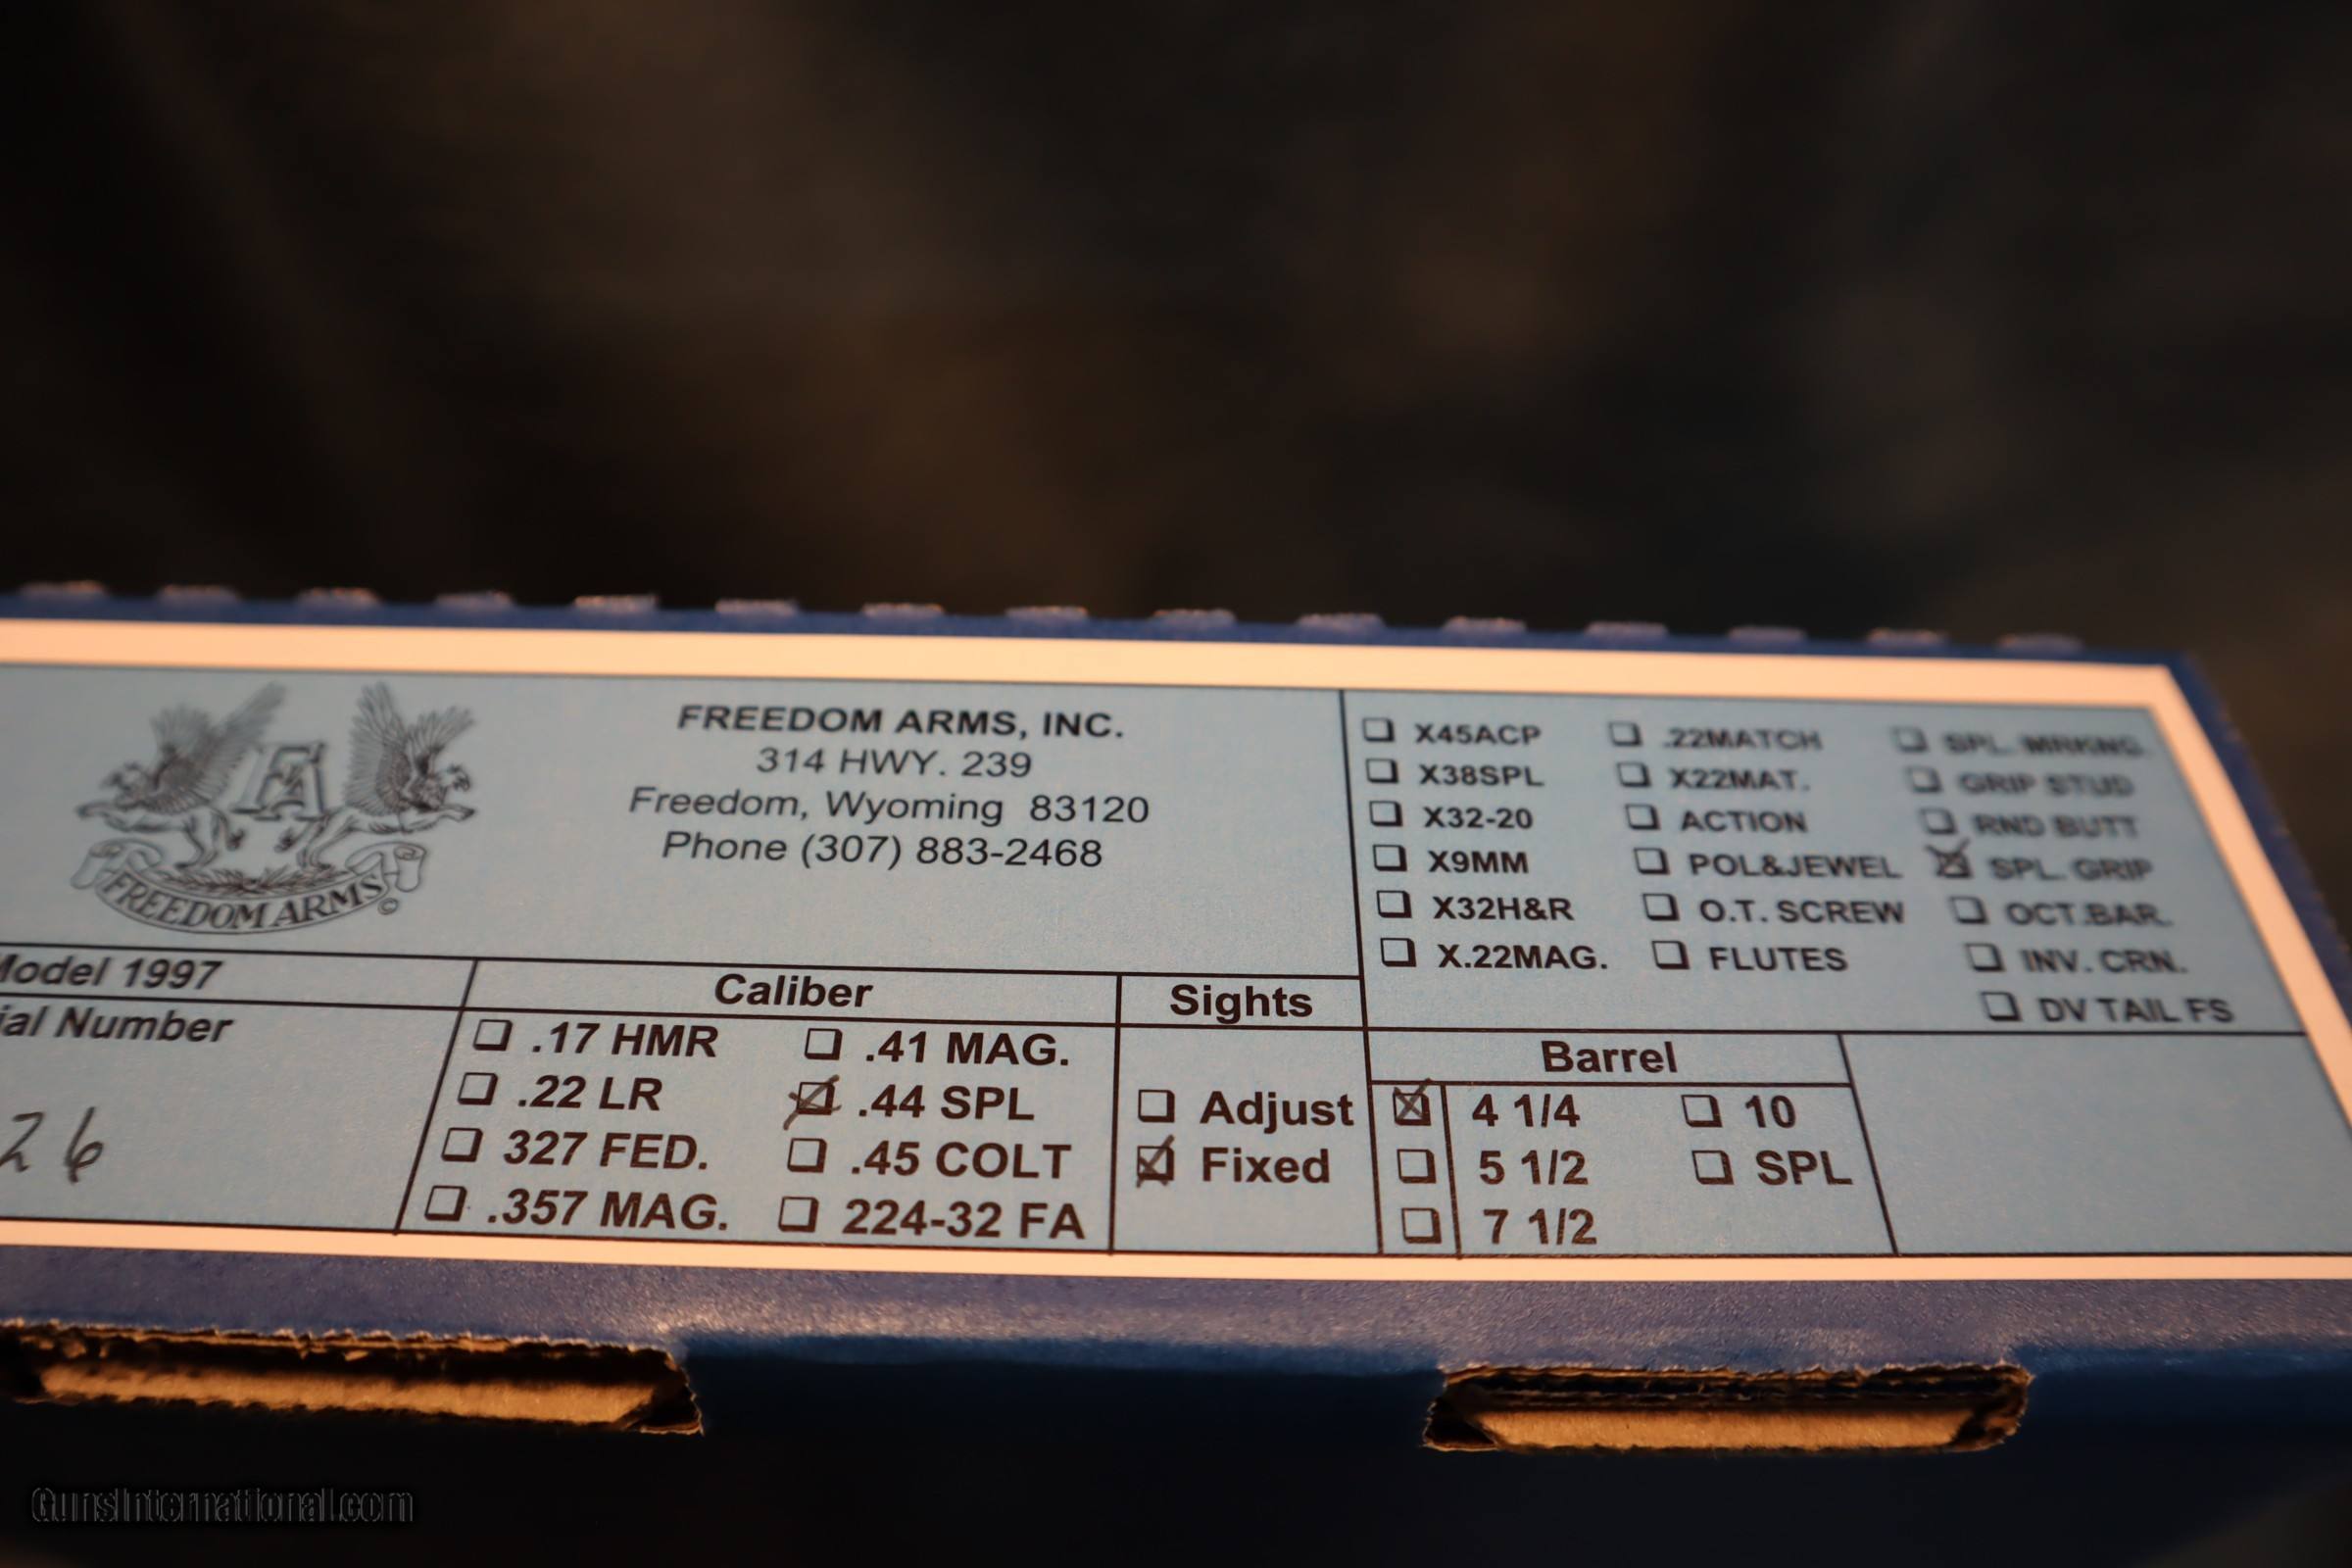 FREEDOM ARMS, INC.
314 HWY. 239
Freedom, Wyoming 83120
Phone (307) 883-2468
FA
FREEDOM ARMS ©
☐ X45ACP ☐ .22MATCH ☐ SPL. MRKNG.
☐ X38SPL ☐ X22MAT. ☐ GRIP STUD
☐ X32-20 ☐ ACTION ☐ RND BUTT
☐ X9MM ☐ POL&JEWEL ☒ SPL. GRIP
☐ X32H&R ☐ O.T. SCREW ☐ OCT.BAR.
☐ X.22MAG. ☐ FLUTES ☐ INV. CRN.
☐ DV TAIL FS
Model 1997
ial Number
26
Caliber
☐ .17 HMR ☐ .41 MAG.
☐ .22 LR ☒ .44 SPL
☐ 327 FED. ☐ .45 COLT
☐ .357 MAG. ☐ 224-32 FA
Sights
☐ Adjust
☒ Fixed
Barrel
☒ 4 1/4 ☐ 10
☐ 5 1/2 ☐ SPL
☐ 7 1/2
GunsInternational.com